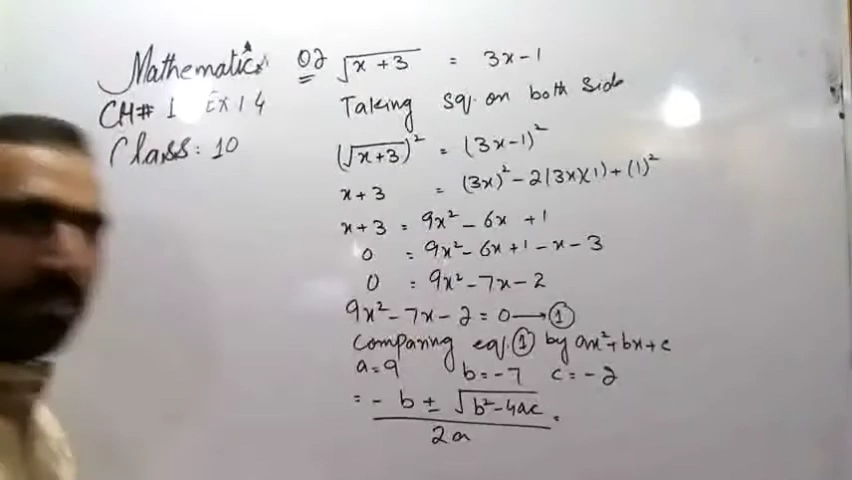 Mathematics
CH# 1 Ex 1.4
Class: 10
Q2 √(x+3) = 3x-1
Taking sq. on both side
(√(x+3))² = (3x-1)²
x+3 = (3x)² - 2(3x)(1) + (1)²
x+3 = 9x² - 6x + 1
0 = 9x² - 6x + 1 - x - 3
0 = 9x² - 7x - 2
9x² - 7x - 2 = 0 → ①
Comparing eq. ① by ax² + bx + c
a = 9 b = -7 c = -2
= (-b ± √(b² - 4ac)) / 2a